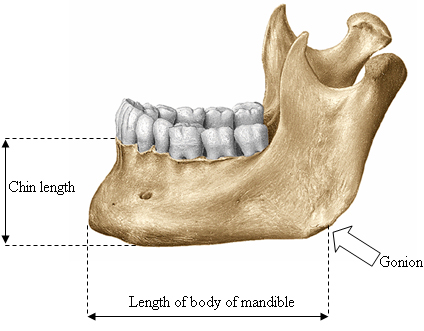 Chin length
Gonion
Length of body of mandible